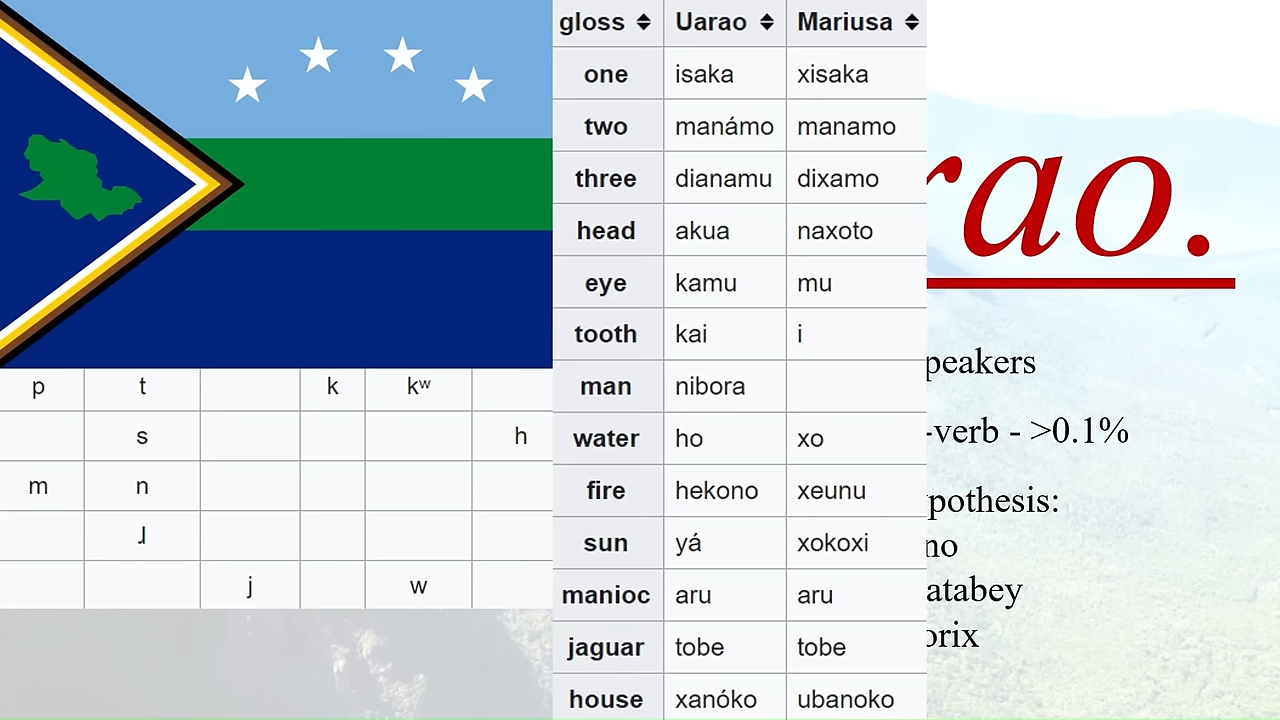 p t k kʷ
s h
m n
ɺ
j w
gloss Uarao Mariusa
one isaka xisaka
two manámo manamo
three dianamu dixamo
head akua naxoto
eye kamu mu
tooth kai i
man nibora
water ho xo
fire hekono xeunu
sun yá xokoxi
manioc aru aru
jaguar tobe tobe
house xanóko ubanoko
rao.
peakers
-verb - >0.1%
pothesis:
no
atabey
orix